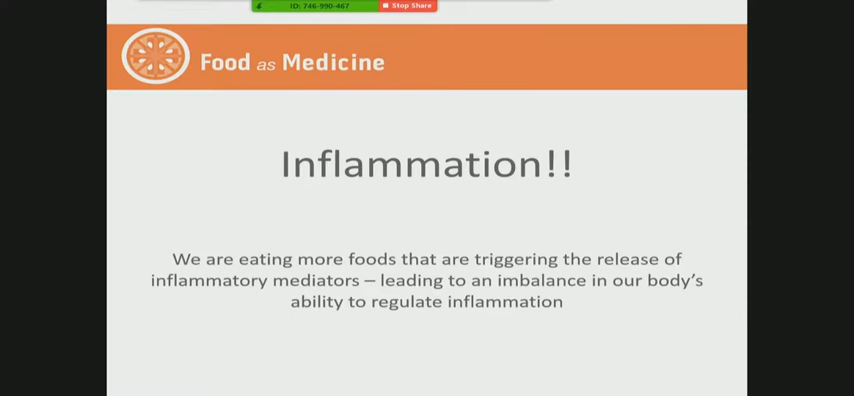 ID: 746-990-467
Stop Share
Food as Medicine
Inflammation!!
We are eating more foods that are triggering the release of
inflammatory mediators – leading to an imbalance in our body's
ability to regulate inflammation